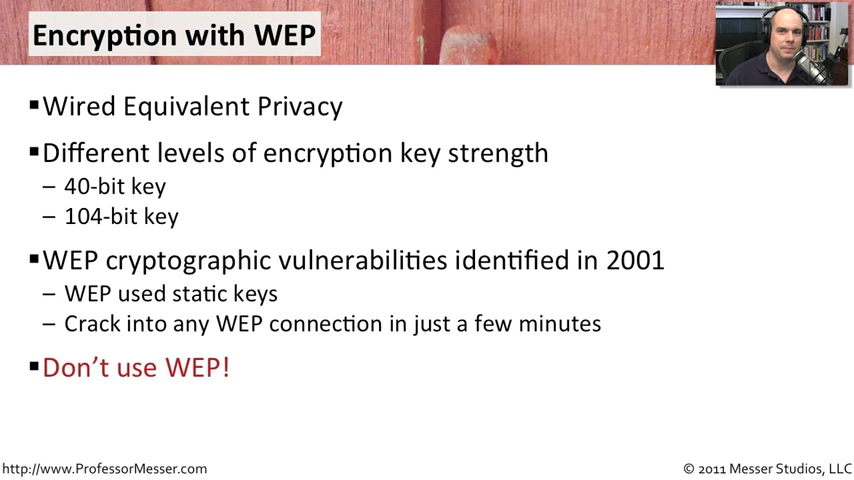 Encryption with WEP
▪Wired Equivalent Privacy
▪Different levels of encryption key strength
– 40-bit key
– 104-bit key
▪WEP cryptographic vulnerabilities identified in 2001
– WEP used static keys
– Crack into any WEP connection in just a few minutes
▪Don’t use WEP!
http://www.ProfessorMesser.com
© 2011 Messer Studios, LLC